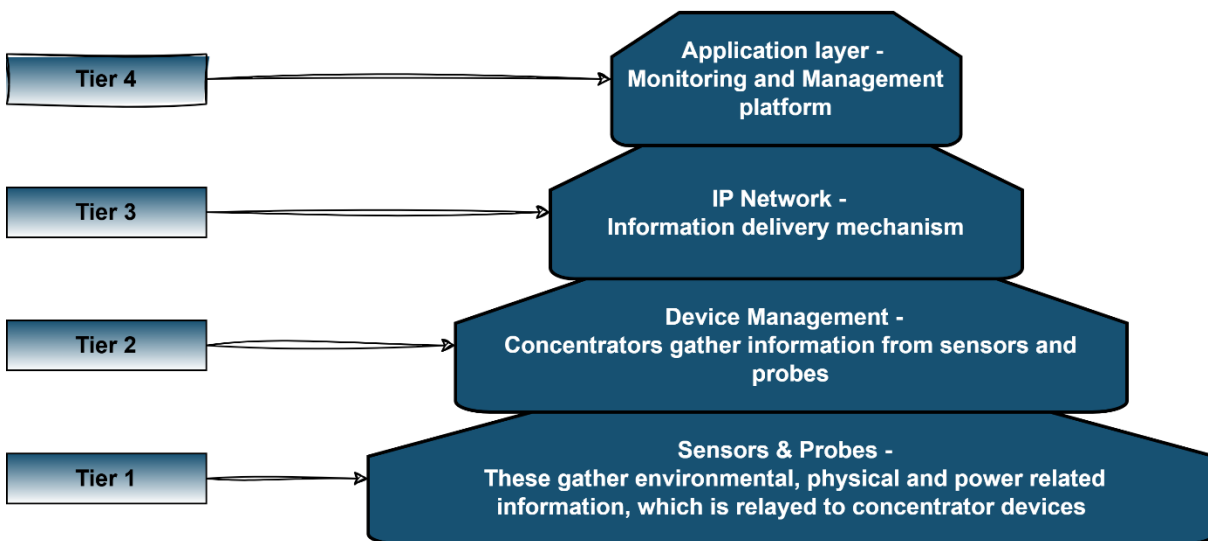 Tier 4
Application layer -
Monitoring and Management
platform
Tier 3
IP Network -
Information delivery mechanism
Tier 2
Device Management -
Concentrators gather information from sensors and
probes
Tier 1
Sensors & Probes -
These gather environmental, physical and power related
information, which is relayed to concentrator devices